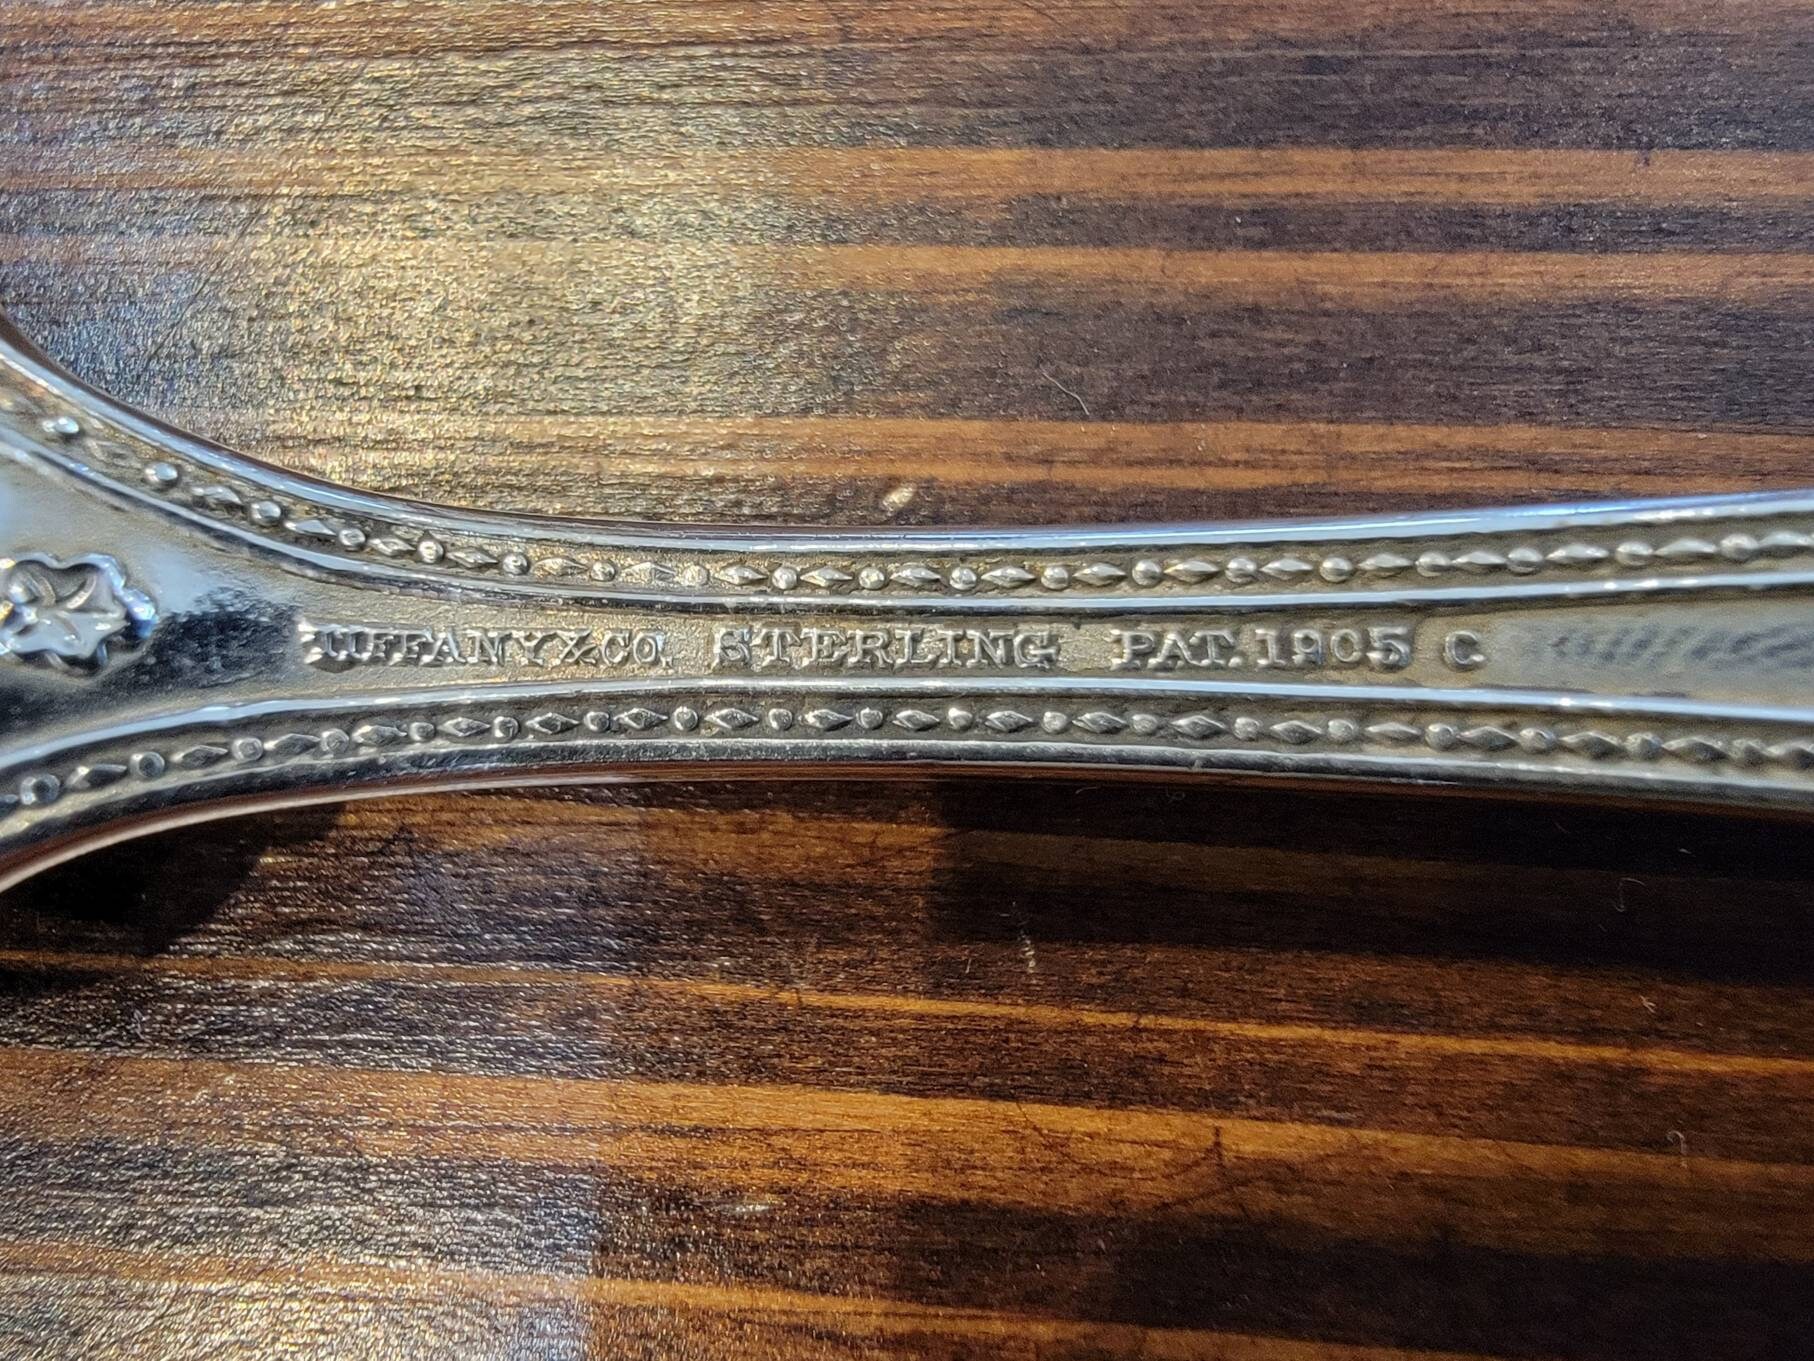 TIFFANY&CO. STERLING PAT.1905 C